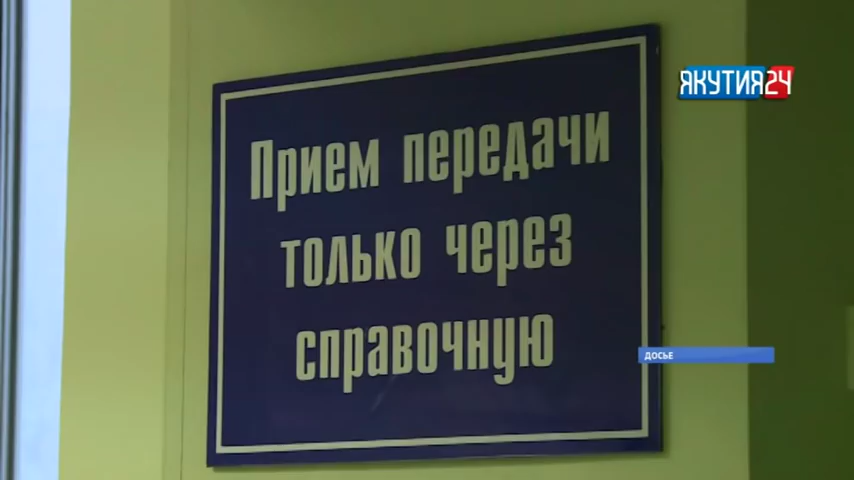 ЯКУТИЯ24
Прием передачи
только через
справочную
ДОСЬЕ